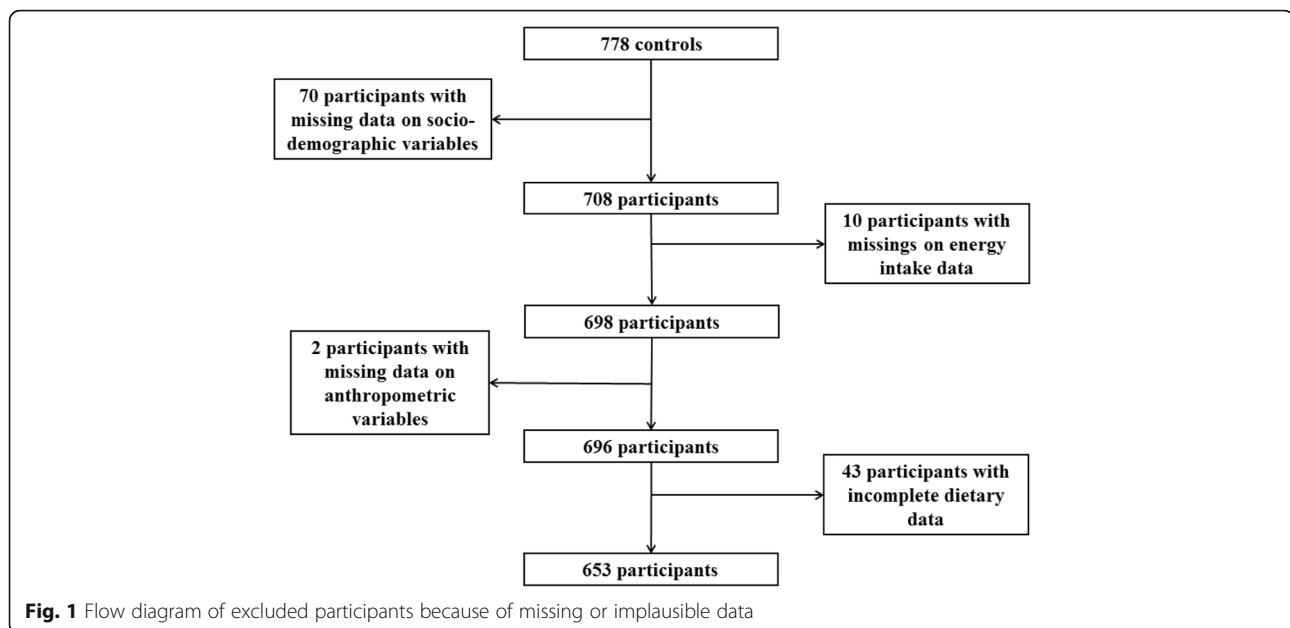 778 controls
70 participants with
missing data on socio-
demographic variables
708 participants
10 participants with
missings on energy
intake data
698 participants
2 participants with
missing data on
anthropometric
variables
696 participants
43 participants with
incomplete dietary
data
653 participants
Fig. 1 Flow diagram of excluded participants because of missing or implausible data